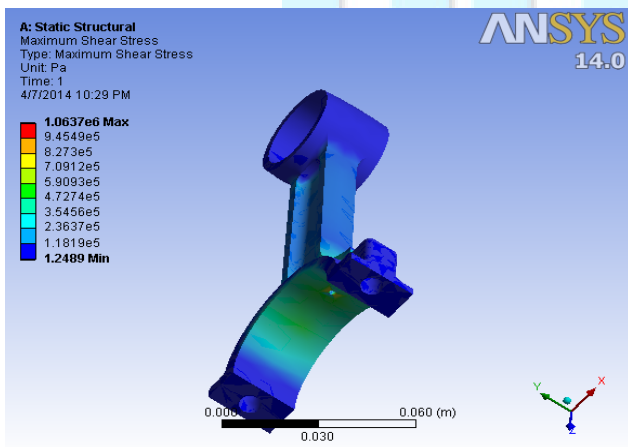 A: Static Structural
Maximum Shear Stress
Type: Maximum Shear Stress
Unit: Pa
Time: 1
4/7/2014 10:29 PM
ANSYS
14.0
1.0637e6 Max
9.4549e5
8.273e5
7.0912e5
5.9093e5
4.7274e5
3.5456e5
2.3637e5
1.1819e5
1.2489 Min
0.060 (m)
0.030
Y
X
Z